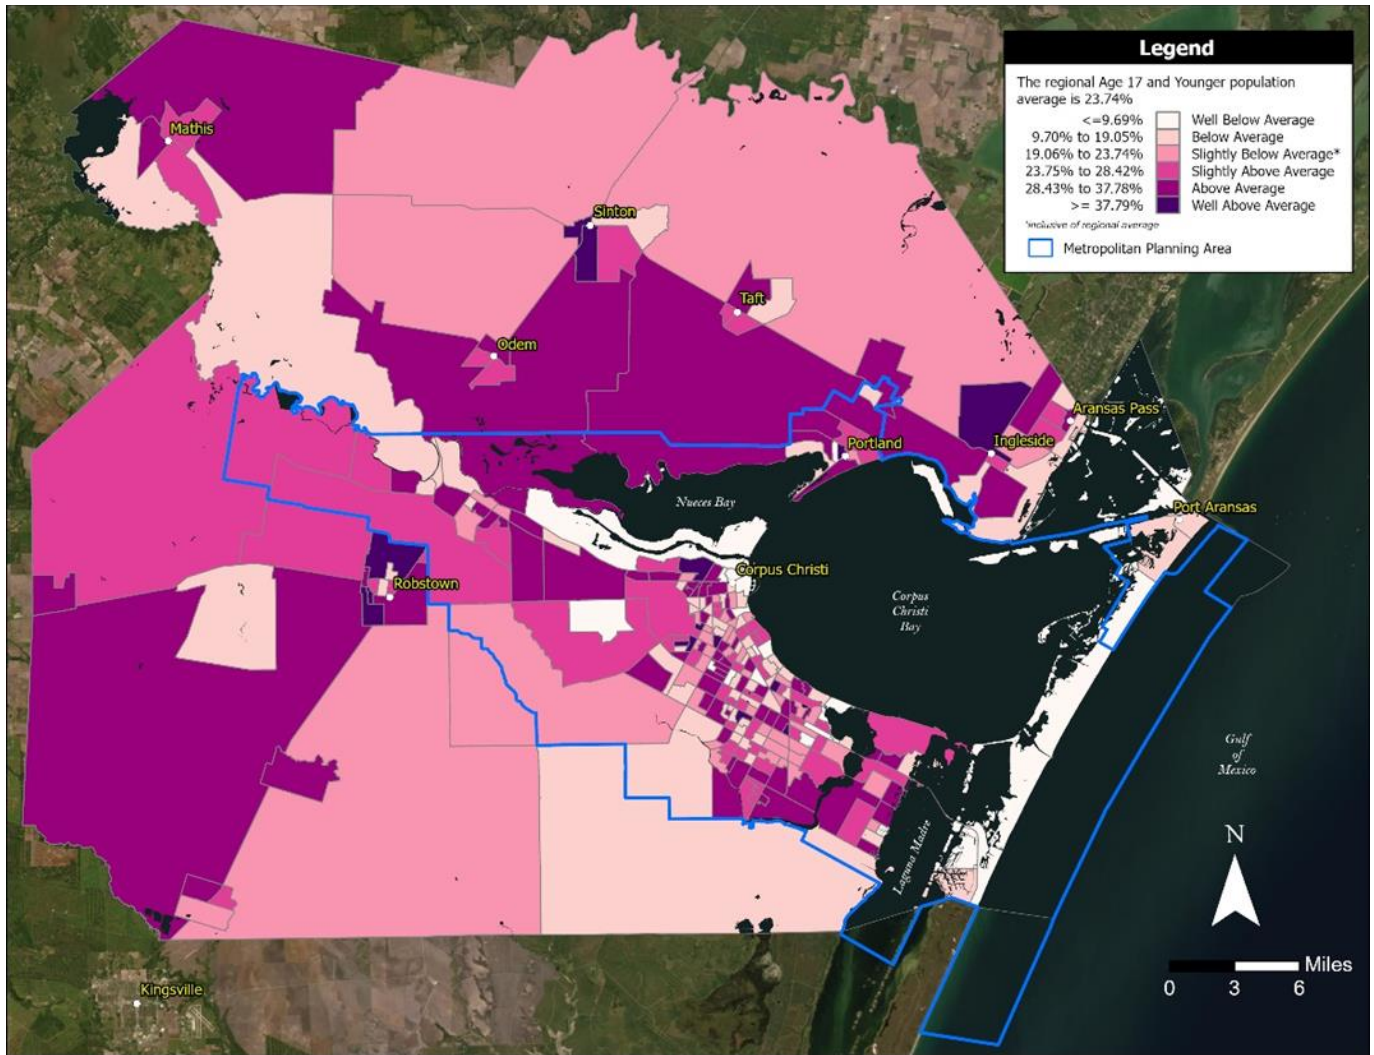 Legend
The regional Age 17 and Younger population
average is 23.74%
<=9.69% Well Below Average
9.70% to 19.05% Below Average
19.06% to 23.74% Slightly Below Average*
23.75% to 28.42% Slightly Above Average
28.43% to 37.78% Above Average
>= 37.79% Well Above Average
*inclusive of regional average
Metropolitan Planning Area
Mathis
Sinton
Taft
Odem
Aransas Pass
Portland
Ingleside
Nueces Bay
Port Aransas
Corpus Christi
Robstown
Corpus
Christi
Bay
Gulf
of
Mexico
Laguna Madre
N
Miles
0 3 6
Kingsville